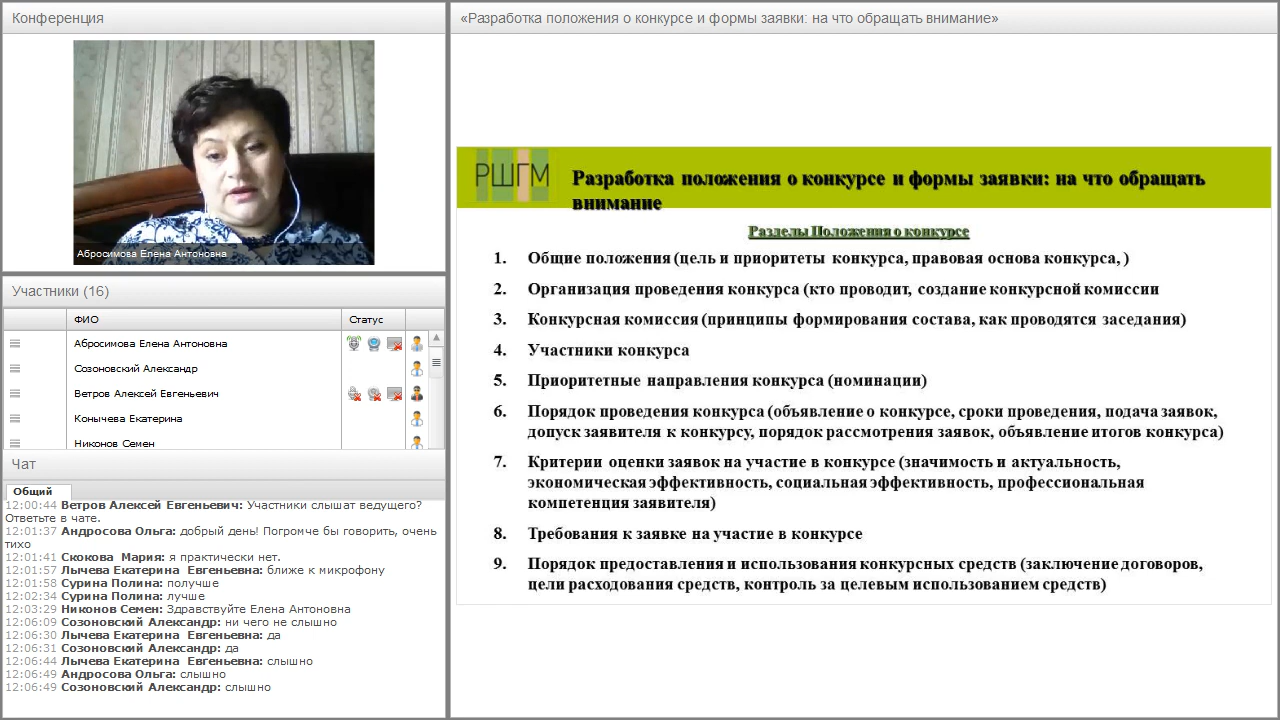 Конференция
Абросимова Елена Антоновна
Участники (16)
ФИО
Статус
Абросимова Елена Антоновна
Созоновский Александр
Ветров Алексей Евгеньевич
Конычева Екатерина
Никонов Семен
Чат
Общий
12:00:44 Ветров Алексей Евгеньевич: Участники слышат ведущего?
Ответьте в чате.
12:01:37 Андросова Ольга: добрый день! Погромче бы говорить, очень
тихо
12:01:41 Скокова Мария: я практически нет.
12:01:57 Лычева Екатерина Евгеньевна: ближе к микрофону
12:01:58 Сурина Полина: получше
12:02:34 Сурина Полина: лучше
12:03:29 Никонов Семен: Здравствуйте Елена Антоновна
12:06:09 Созоновский Александр: ни чего не слышно
12:06:30 Лычева Екатерина Евгеньевна: да
12:06:31 Созоновский Александр: да
12:06:44 Лычева Екатерина Евгеньевна: слышно
12:06:49 Андросова Ольга: слышно
12:06:49 Созоновский Александр: слышно
«Разработка положения о конкурсе и формы заявки: на что обращать внимание»
РШГМ
Разработка положения о конкурсе и формы заявки: на что обращать
внимание
Разделы Положения о конкурсе
1. Общие положения (цель и приоритеты конкурса, правовая основа конкурса, )
2. Организация проведения конкурса (кто проводит, создание конкурсной комиссии
3. Конкурсная комиссия (принципы формирования состава, как проводятся заседания)
4. Участники конкурса
5. Приоритетные направления конкурса (номинации)
6. Порядок проведения конкурса (объявление о конкурсе, сроки проведения, подача заявок,
допуск заявителя к конкурсу, порядок рассмотрения заявок, объявление итогов конкурса)
7. Критерии оценки заявок на участие в конкурсе (значимость и актуальность,
экономическая эффективность, социальная эффективность, профессиональная
компетенция заявителя)
8. Требования к заявке на участие в конкурсе
9. Порядок предоставления и использования конкурсных средств (заключение договоров,
цели расходования средств, контроль за целевым использованием средств)